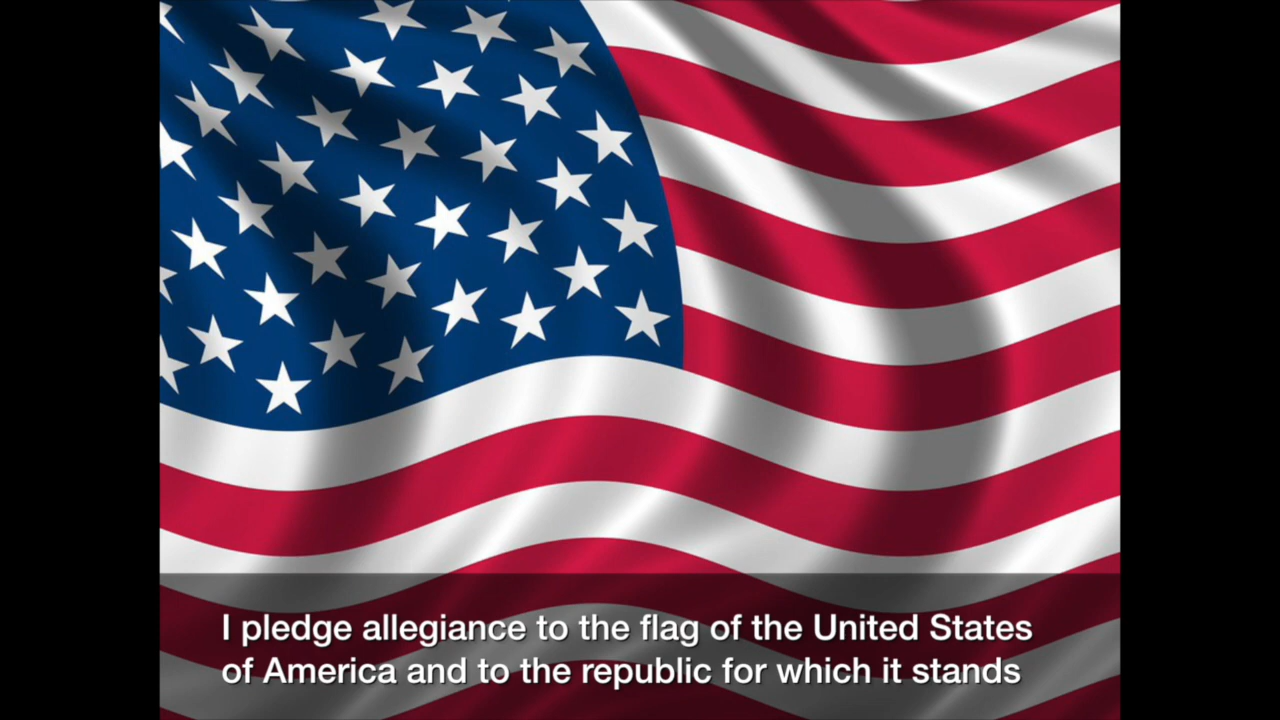 I pledge allegiance to the flag of the United States
of America and to the republic for which it stands